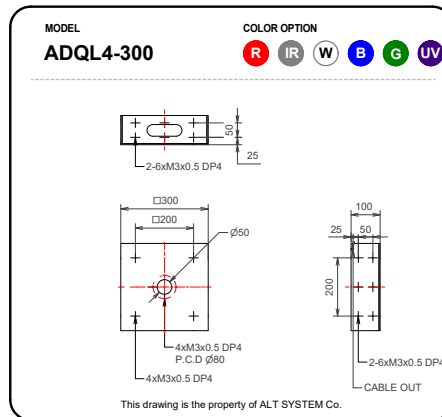 MODEL
COLOR OPTION
ADQL4-300
R IR W B G UV
50
25
2-6xM3x0.5 DP4
□300
□200
Ø50
100
25 50
200
4xM3x0.5 DP4
P.C.D Ø80
4xM3x0.5 DP4
2-6xM3x0.5 DP4
CABLE OUT
This drawing is the property of ALT SYSTEM Co.